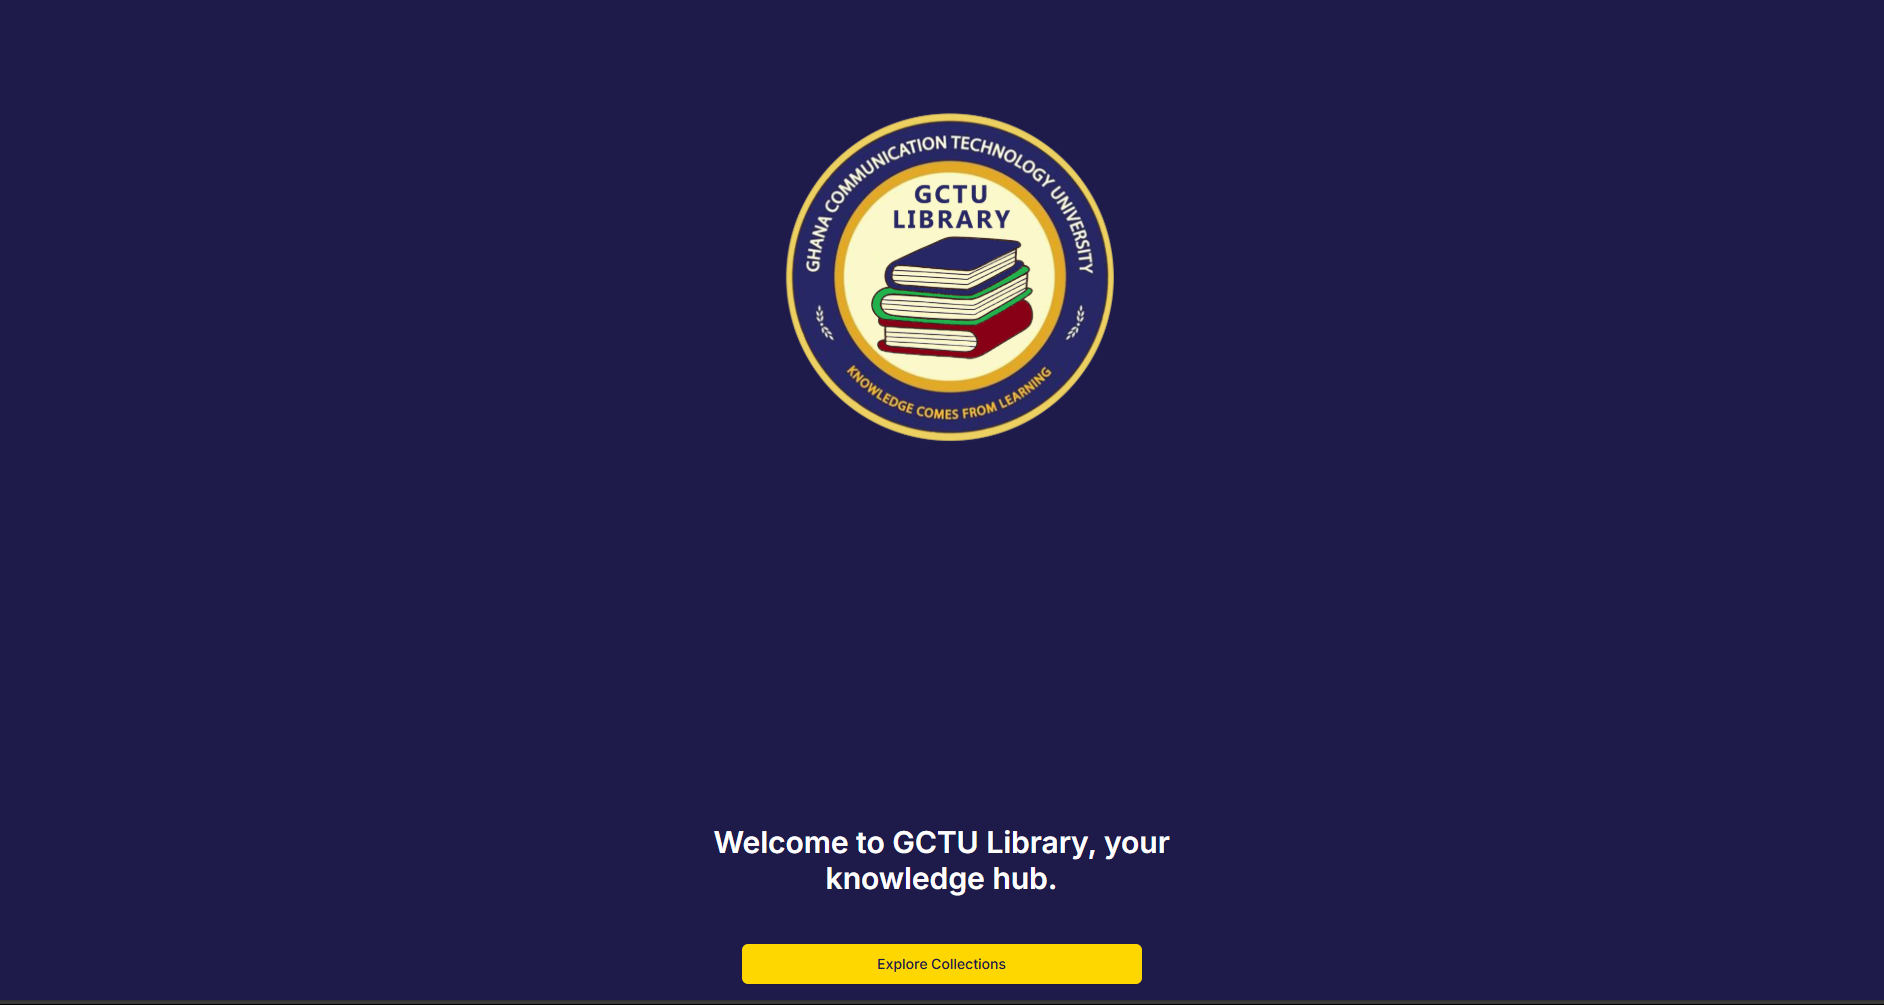 GHANA COMMUNICATION TECHNOLOGY UNIVERSITY
GCTU
LIBRARY
KNOWLEDGE COMES FROM LEARNING
Welcome to GCTU Library, your
knowledge hub.
Explore Collections